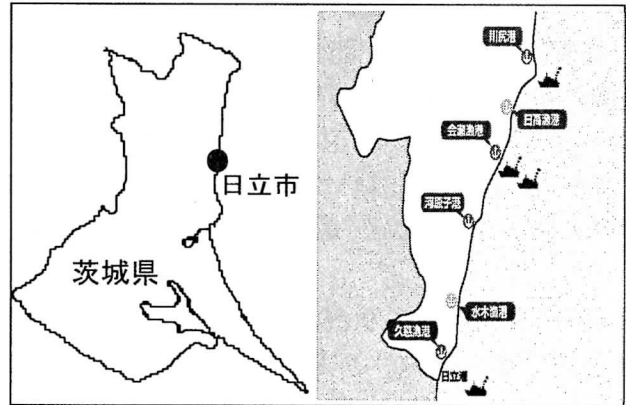 日立市
茨城県
川尻港
日高漁港
会瀬漁港
河原子港
水木漁港
久慈漁港
日立港